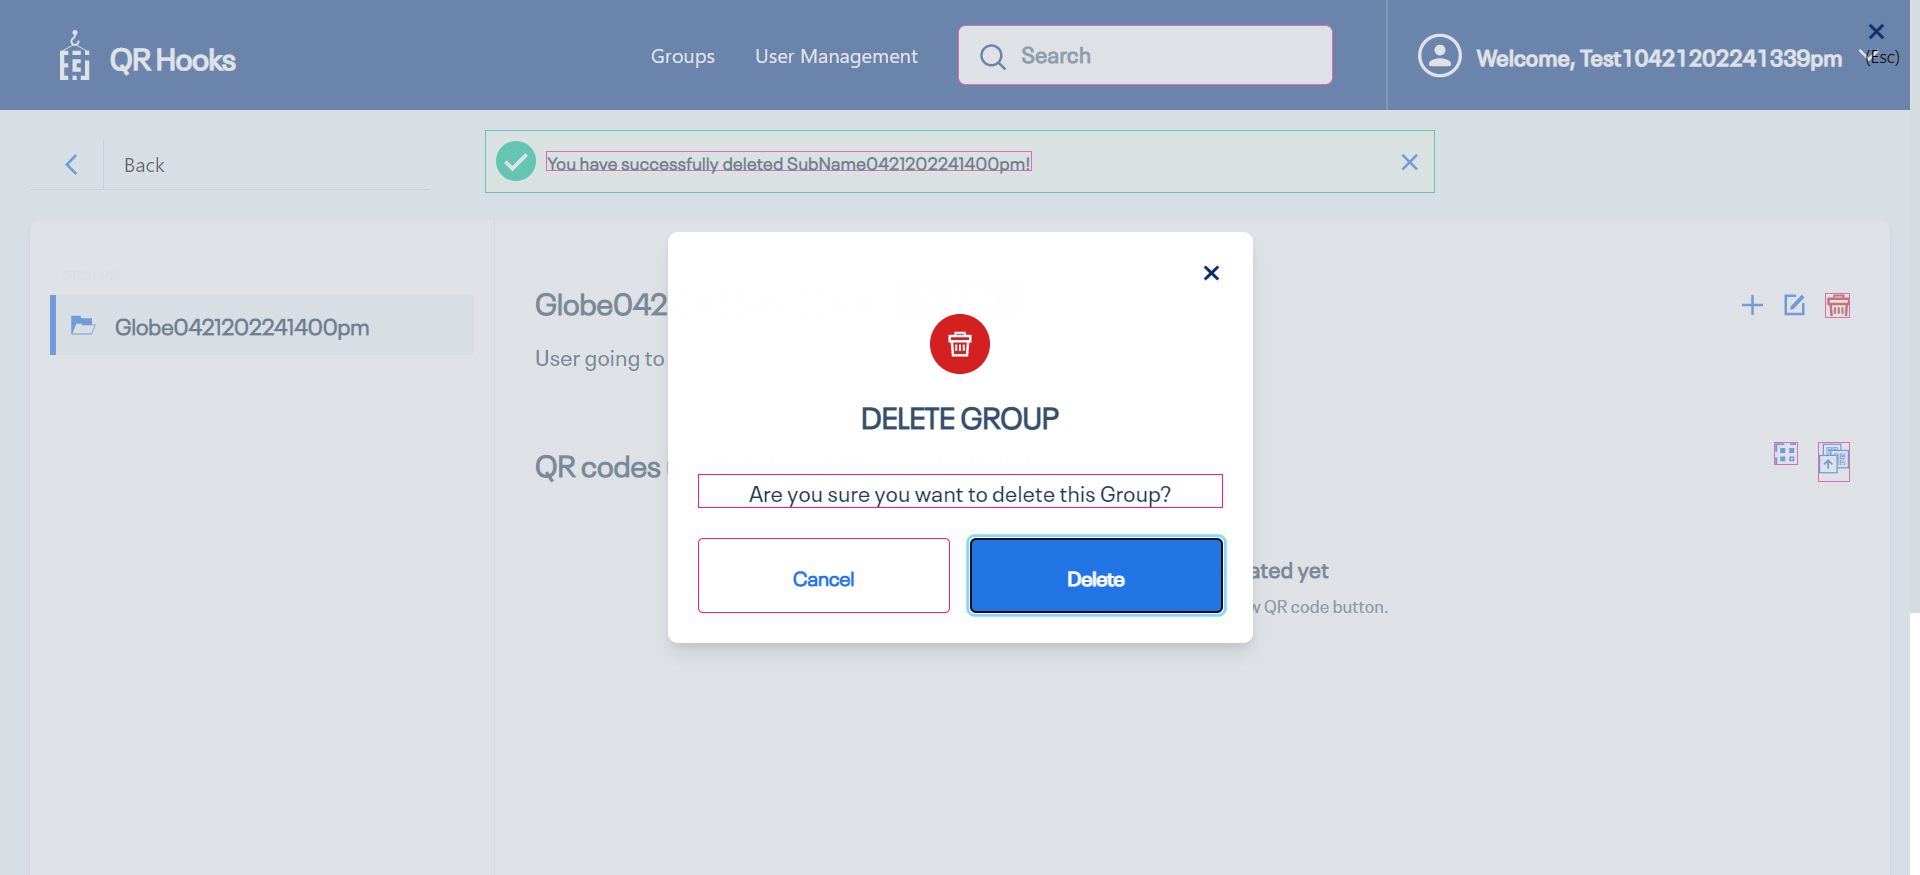 QR Hooks
Groups
User Management
Search
Welcome, Test10421202241339pm
(Esc)
Back
You have successfully deleted SubName0421202241400pm!
Globe0421202241400pm
Globe042
User going to
QR codes
DELETE GROUP
Are you sure you want to delete this Group?
Cancel
Delete
ated yet
QR code button.